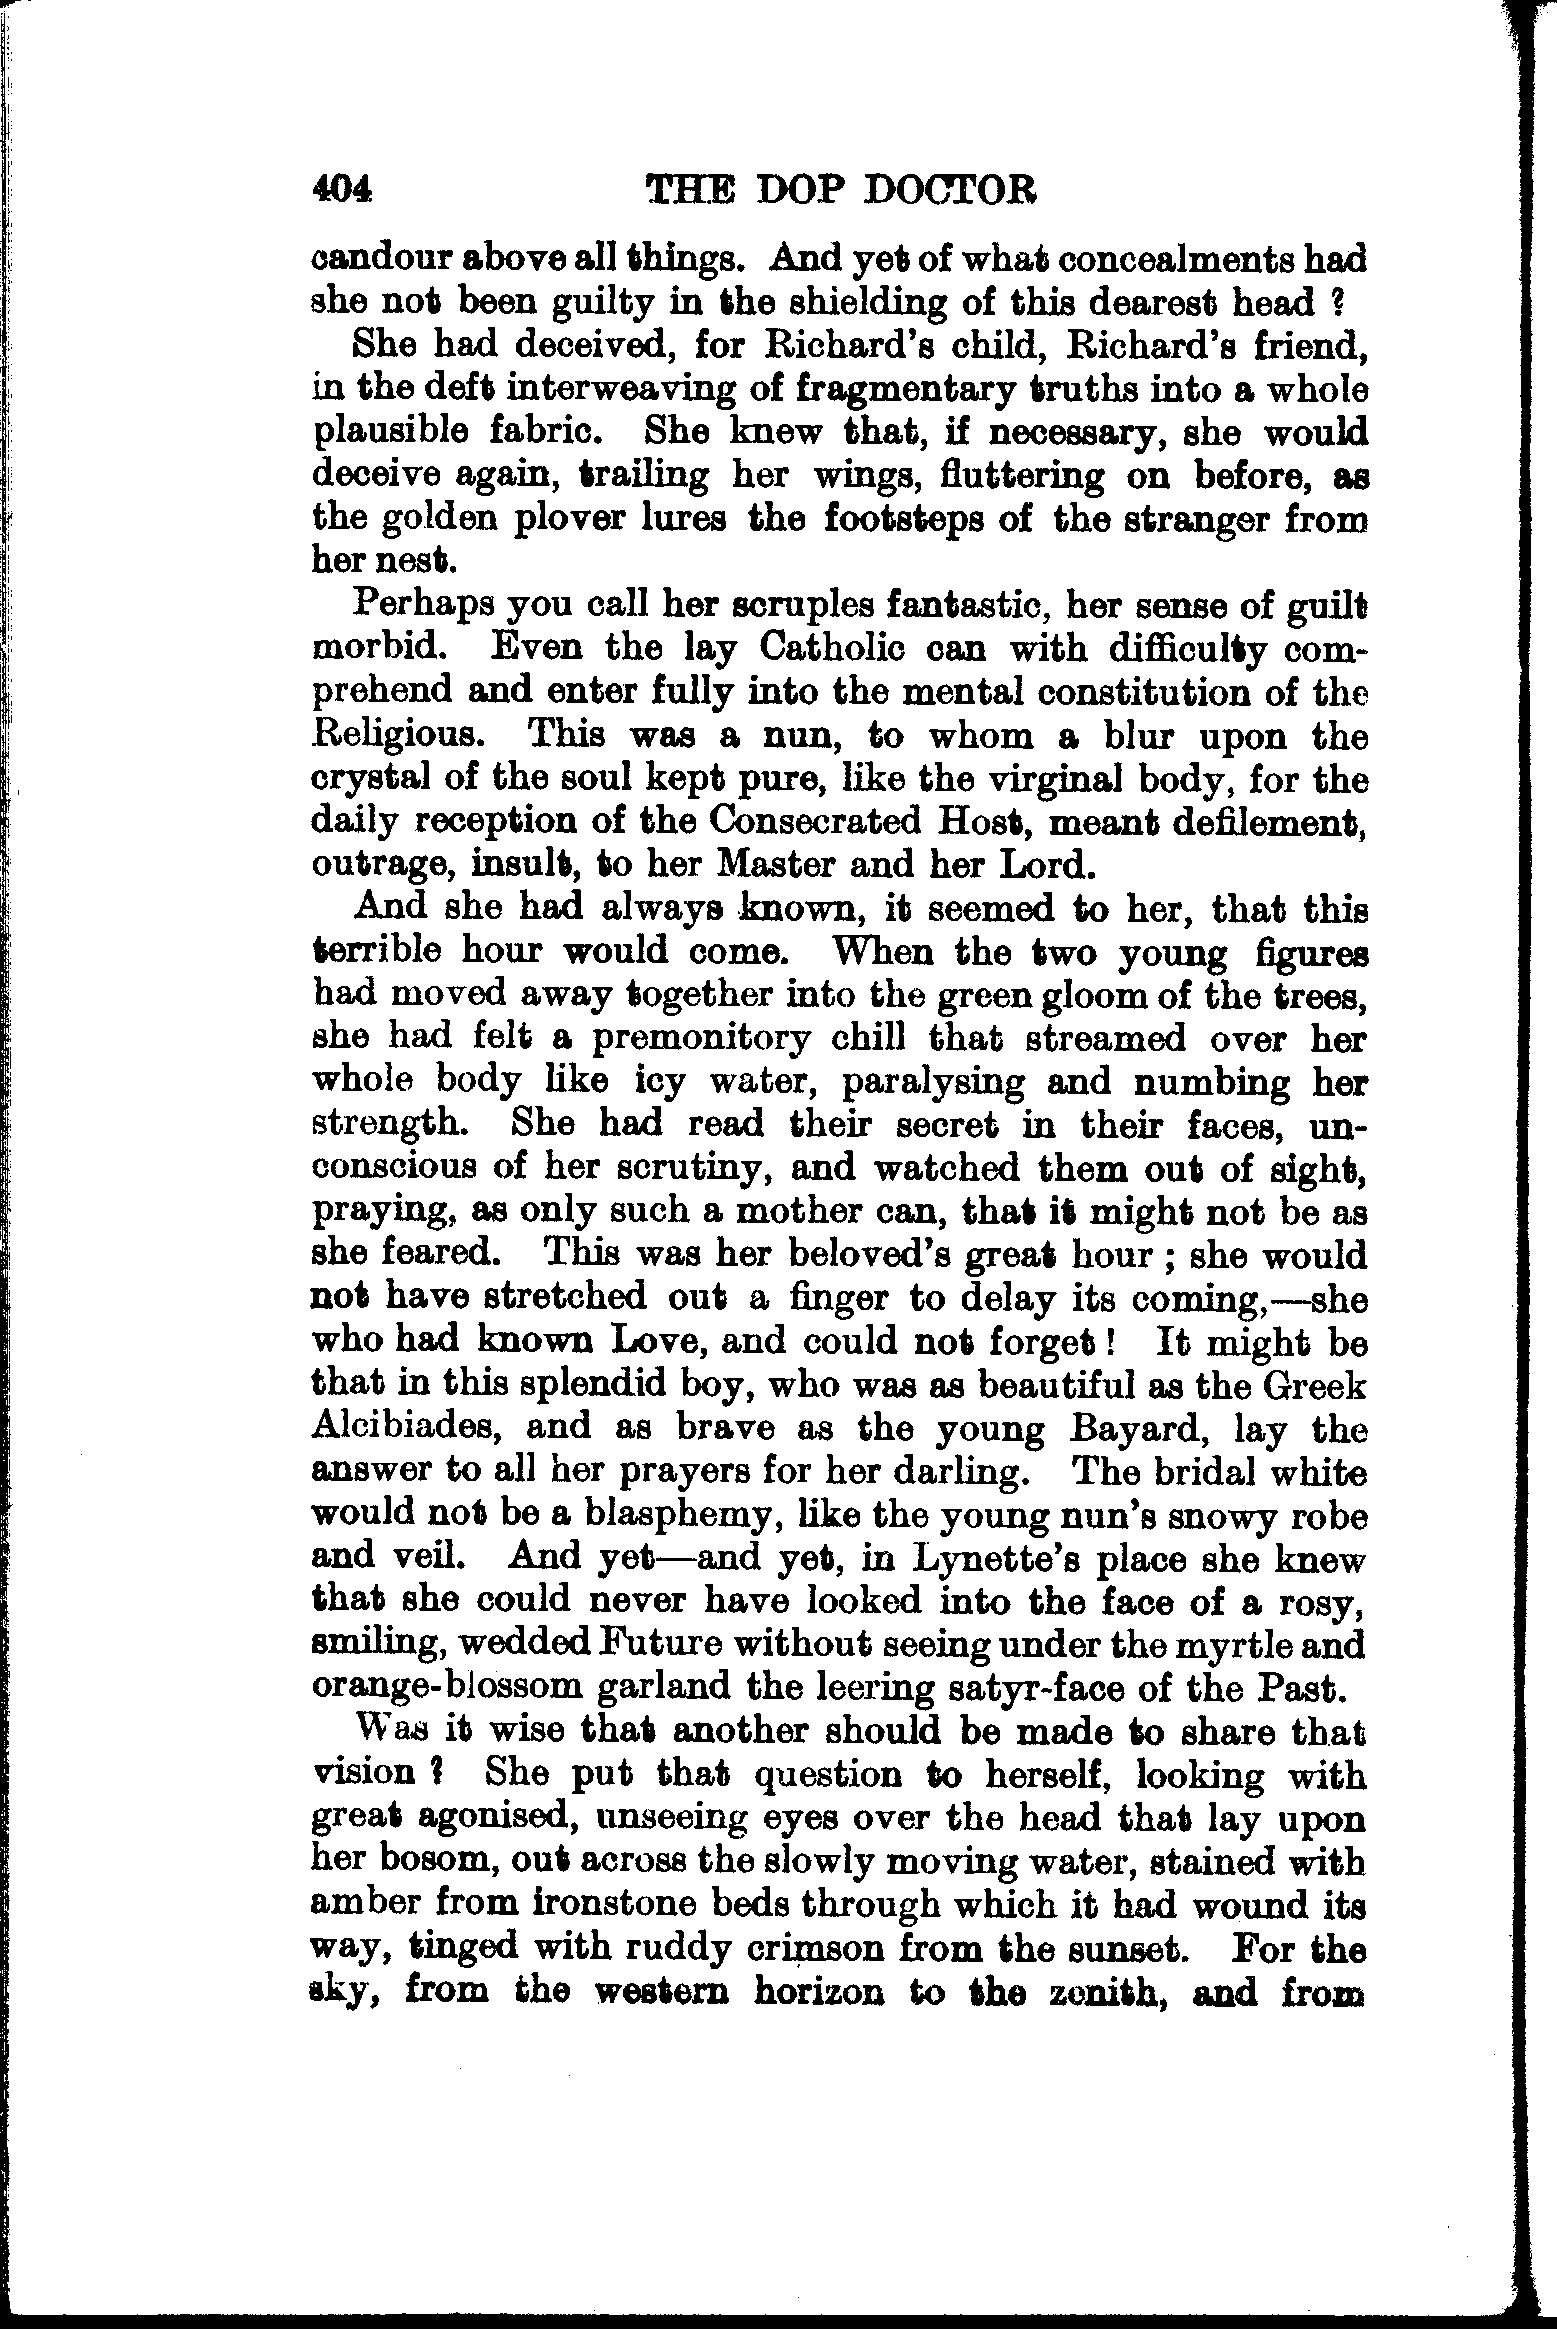 404 THE DOP DOCTOR
candour above all things. And yet of what concealments had
she not been guilty in the shielding of this dearest head ?
She had deceived, for Richard's child, Richard's friend,
in the deft interweaving of fragmentary truths into a whole
plausible fabric. She knew that, if necessary, she would
deceive again, trailing her wings, fluttering on before, as
the golden plover lures the footsteps of the stranger from
her nest.
Perhaps you call her scruples fantastic, her sense of guilt
morbid. Even the lay Catholic can with difficulty com-
prehend and enter fully into the mental constitution of the
Religious. This was a nun, to whom a blur upon the
crystal of the soul kept pure, like the virginal body, for the
daily reception of the Consecrated Host, meant defilement,
outrage, insult, to her Master and her Lord.
And she had always known, it seemed to her, that this
terrible hour would come. When the two young figures
had moved away together into the green gloom of the trees,
she had felt a premonitory chill that streamed over her
whole body like icy water, paralysing and numbing her
strength. She had read their secret in their faces, un-
conscious of her scrutiny, and watched them out of sight,
praying, as only such a mother can, that it might not be as
she feared. This was her beloved's great hour ; she would
not have stretched out a finger to delay its coming,—she
who had known Love, and could not forget ! It might be
that in this splendid boy, who was as beautiful as the Greek
Alcibiades, and as brave as the young Bayard, lay the
answer to all her prayers for her darling. The bridal white
would not be a blasphemy, like the young nun's snowy robe
and veil. And yet—and yet, in Lynette's place she knew
that she could never have looked into the face of a rosy,
smiling, wedded Future without seeing under the myrtle and
orange-blossom garland the leering satyr-face of the Past.
Was it wise that another should be made to share that
vision ? She put that question to herself, looking with
great agonised, unseeing eyes over the head that lay upon
her bosom, out across the slowly moving water, stained with
amber from ironstone beds through which it had wound its
way, tinged with ruddy crimson from the sunset. For the
sky, from the western horizon to the zenith, and from